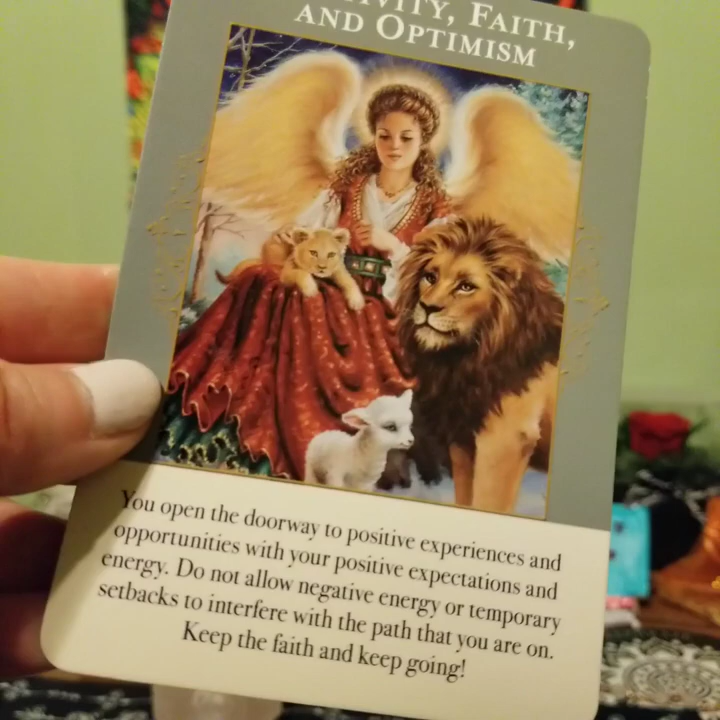 Faith,
and Optimism
You open the doorway to positive experiences and
opportunities with your positive expectations and
energy. Do not allow negative energy or temporary
setbacks to interfere with the path that you are on.
Keep the faith and keep going!